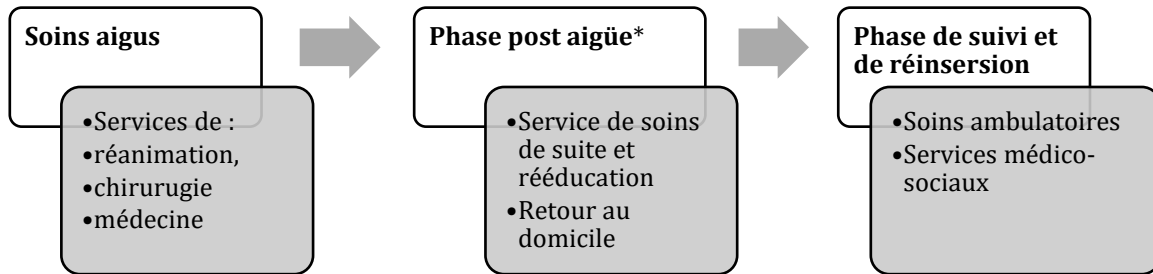 Soins aigus
•Services de :
•réanimation,
•chirurugie
•médecine
Phase post aigüe*
•Service de soins
de suite et
rééducation
•Retour au
domicile
Phase de suivi et
de réinsersion
•Soins ambulatoires
•Services médico-
sociaux